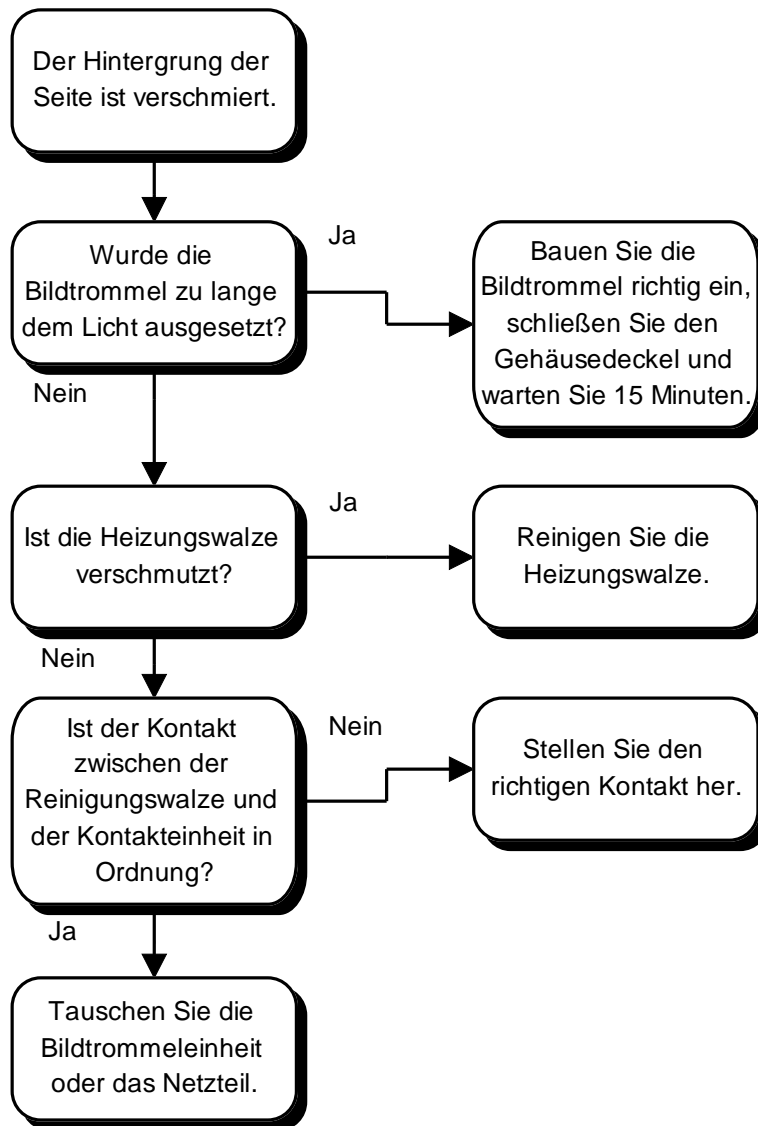 Der Hintergrung der
Seite ist verschmiert.
Wurde die
Bildtrommel zu lange
dem Licht ausgesetzt?
Ja
Bauen Sie die
Bildtrommel richtig ein,
schließen Sie den
Gehäusedeckel und
warten Sie 15 Minuten.
Nein
Ist die Heizungswalze
verschmutzt?
Ja
Reinigen Sie die
Heizungswalze.
Nein
Ist der Kontakt
zwischen der
Reinigungswalze und
der Kontakteinheit in
Ordnung?
Nein
Stellen Sie den
richtigen Kontakt her.
Ja
Tauschen Sie die
Bildtrommeleinheit
oder das Netzteil.